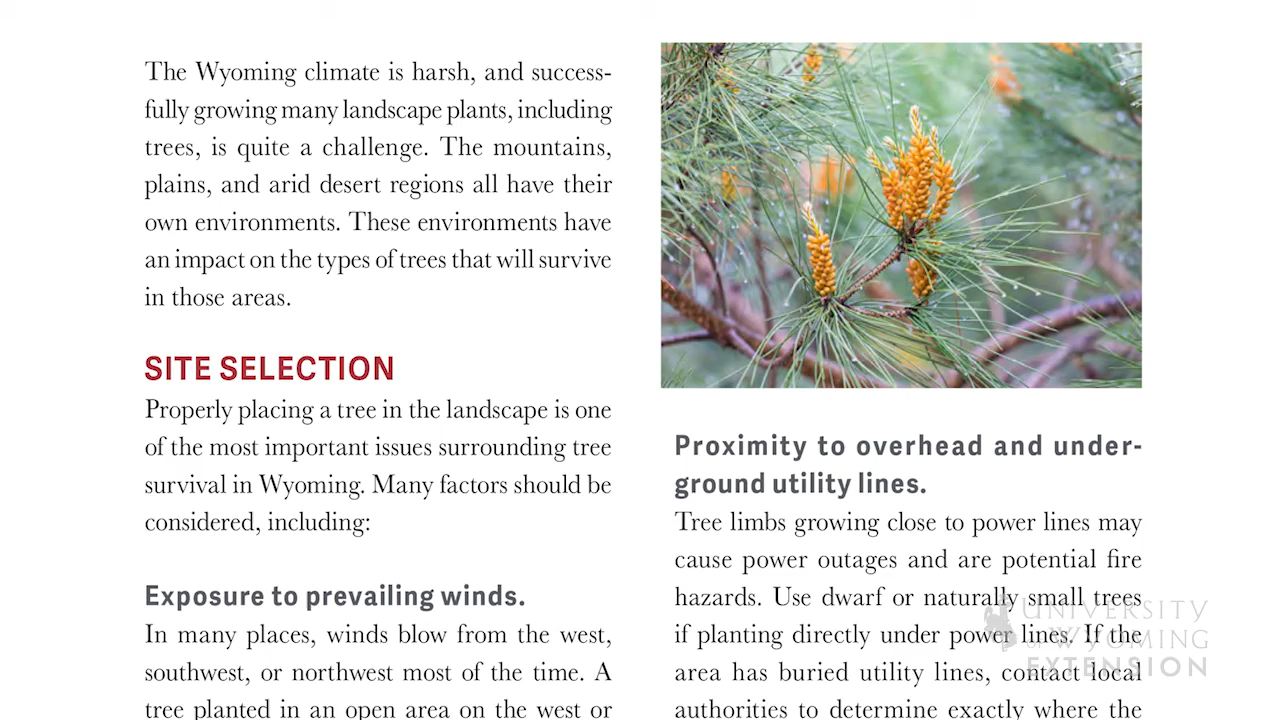 The Wyoming climate is harsh, and success-
fully growing many landscape plants, including
trees, is quite a challenge. The mountains,
plains, and arid desert regions all have their
own environments. These environments have
an impact on the types of trees that will survive
in those areas.
SITE SELECTION
Properly placing a tree in the landscape is one
of the most important issues surrounding tree
survival in Wyoming. Many factors should be
considered, including:
Exposure to prevailing winds.
In many places, winds blow from the west,
southwest, or northwest most of the time. A
tree planted in an open area on the west or
Proximity to overhead and under-
ground utility lines.
Tree limbs growing close to power lines may
cause power outages and are potential fire
hazards. Use dwarf or naturally small trees
if planting directly under power lines. If the
area has buried utility lines, contact local
authorities to determine exactly where the
UNIVERSITY
OF WYOMING
EXTENSION